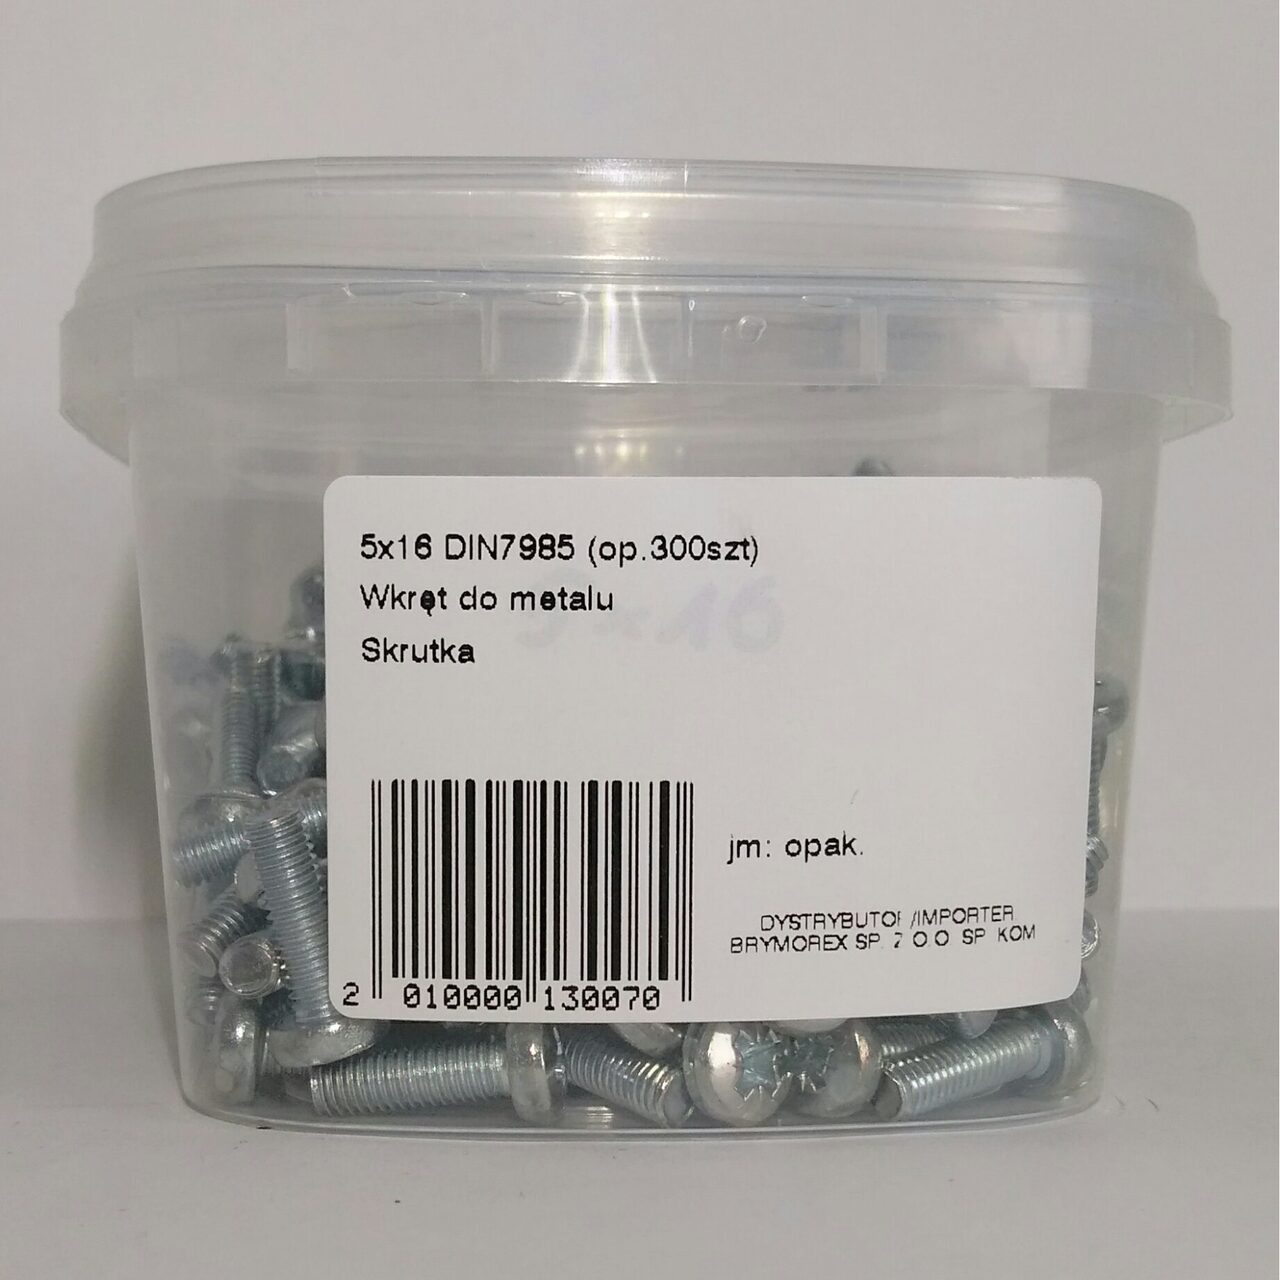 5x16 DIN7985 (op.300szt)
Wkręt do metalu
Skrutka
5x16
jm: opak.
DYSTRYBUTOR/IMPORTER
BRYMOREX SP. Z O.O. SP. KOM
2 010000 130070